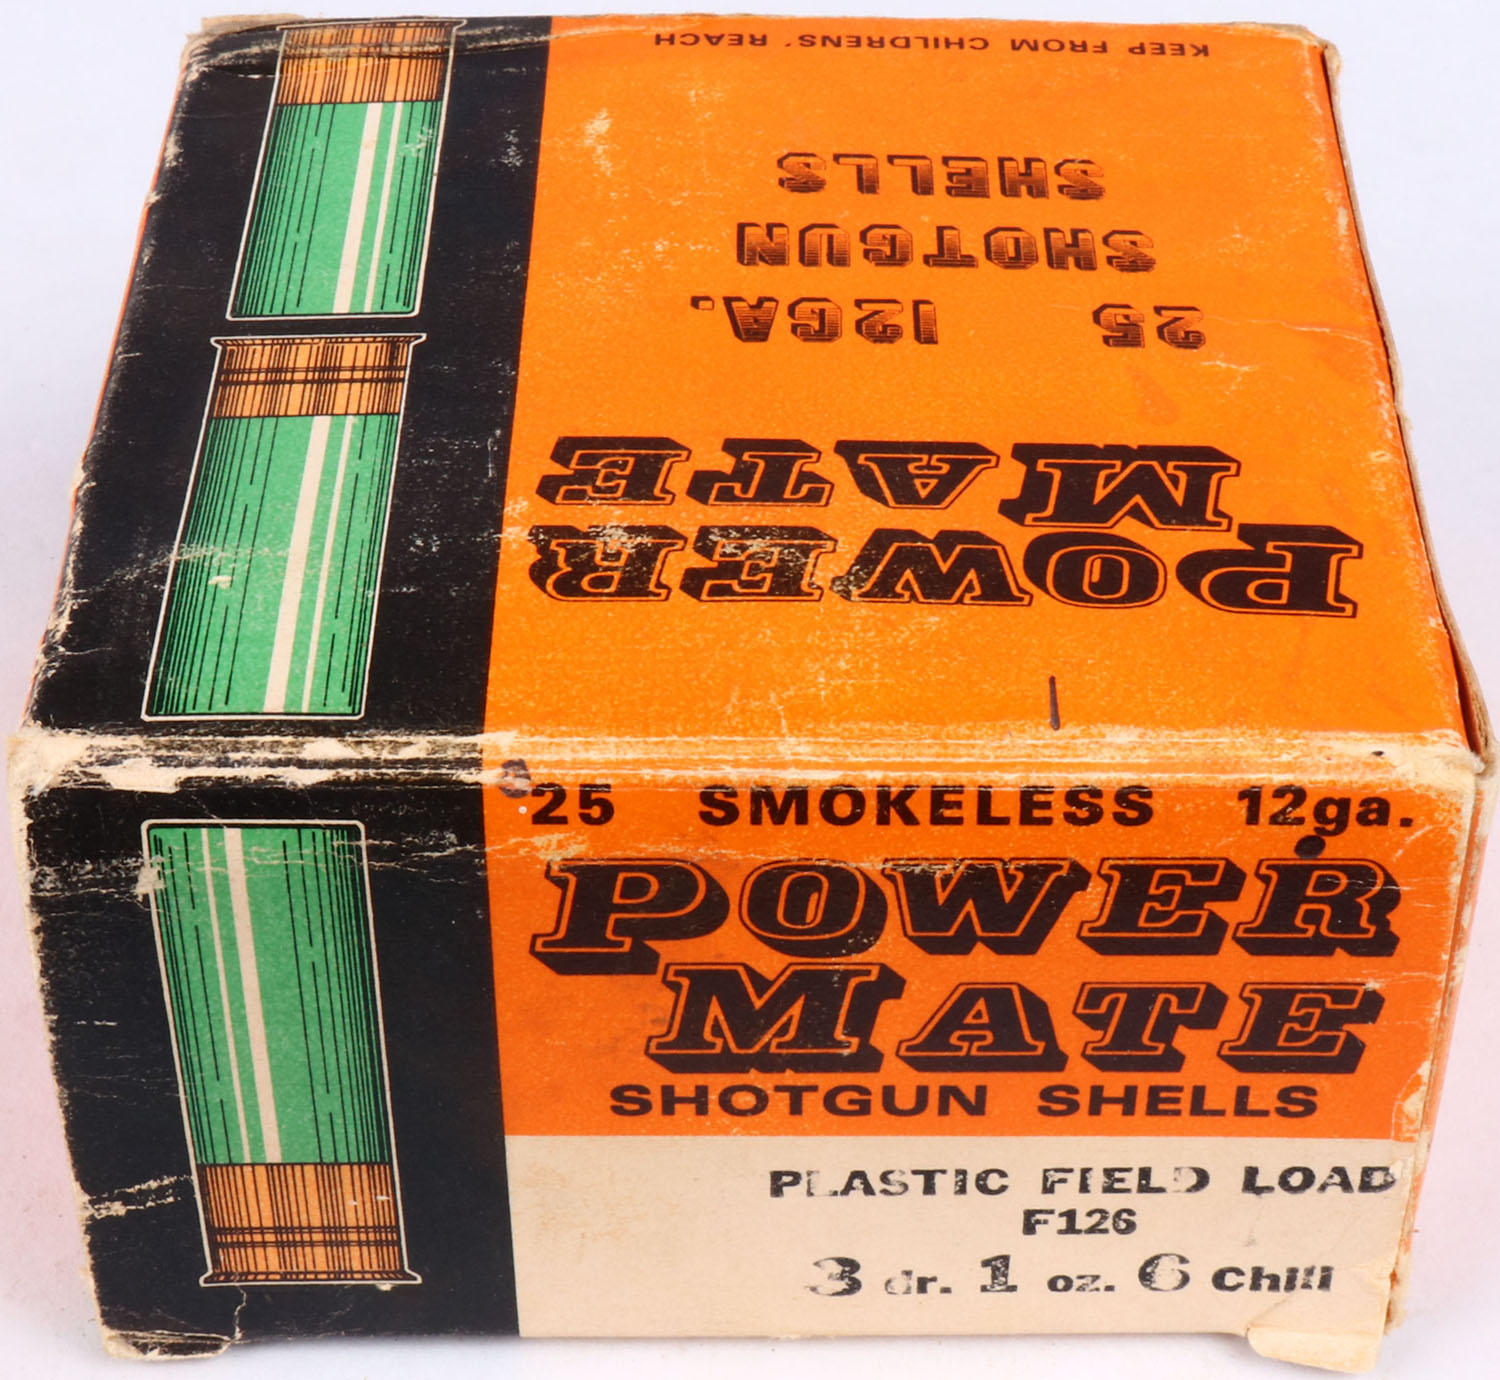 KEEP FROM CHILDRENS' REACH
SHELLS
SHOTGUN
25 12GA.
POWER
MATE
25 SMOKELESS 12ga.
POWER
MATE
SHOTGUN SHELLS
PLASTIC FIELD LOAD
F126
3 dr. 1 oz. 6 Chill